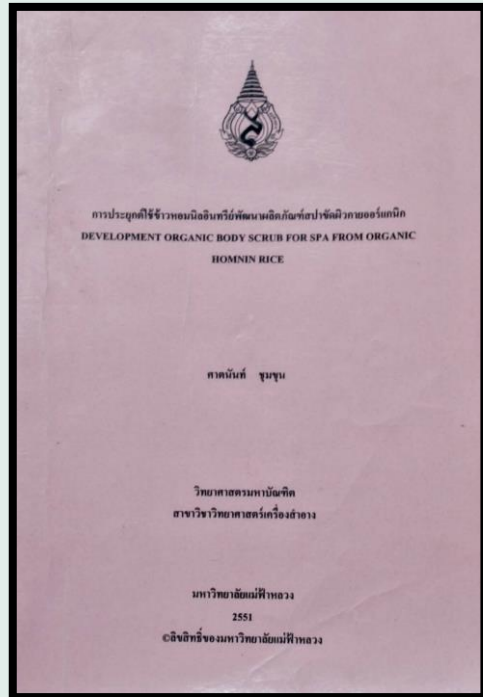 การประยุกต์ใช้ข้าวหอมนิลอินทรีย์พัฒนาผลิตภัณฑ์สปาขัดผิวกายออร์แกนิก
DEVELOPMENT ORGANIC BODY SCRUB FOR SPA FROM ORGANIC
HOMNIN RICE
ศาตนันท์ ชุมชุน
วิทยาศาสตรมหาบัณฑิต
สาขาวิชาวิทยาศาสตร์เครื่องสำอาง
มหาวิทยาลัยแม่ฟ้าหลวง
2551
©ลิขสิทธิ์ของมหาวิทยาลัยแม่ฟ้าหลวง